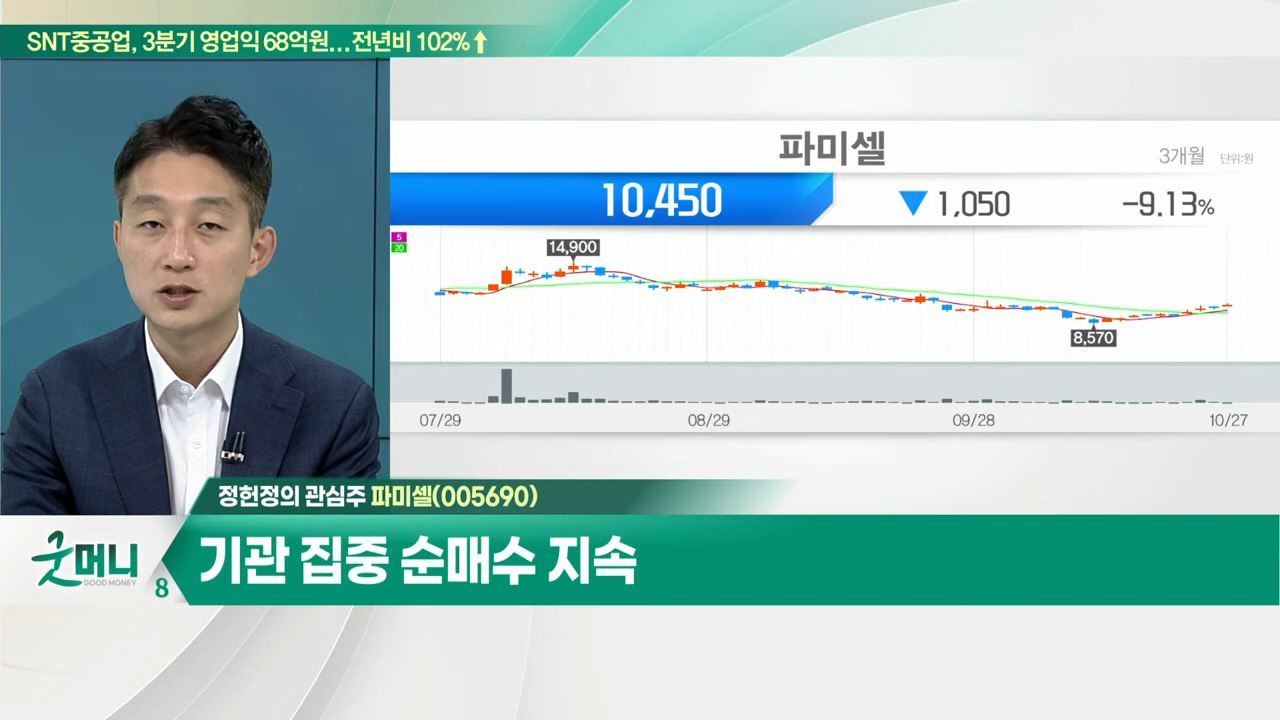 SNT중공업, 3분기 영업익 68억원...전년비 102%↑
파미셀
3개월 단위:원
10,450 ▼1,050 -9.13%
5
20
14,900
8,570
07/29 08/29 09/28 10/27
정헌정의 관심주 파미셀(005690)
굿머니
GOOD MONEY
8
기관 집중 순매수 지속